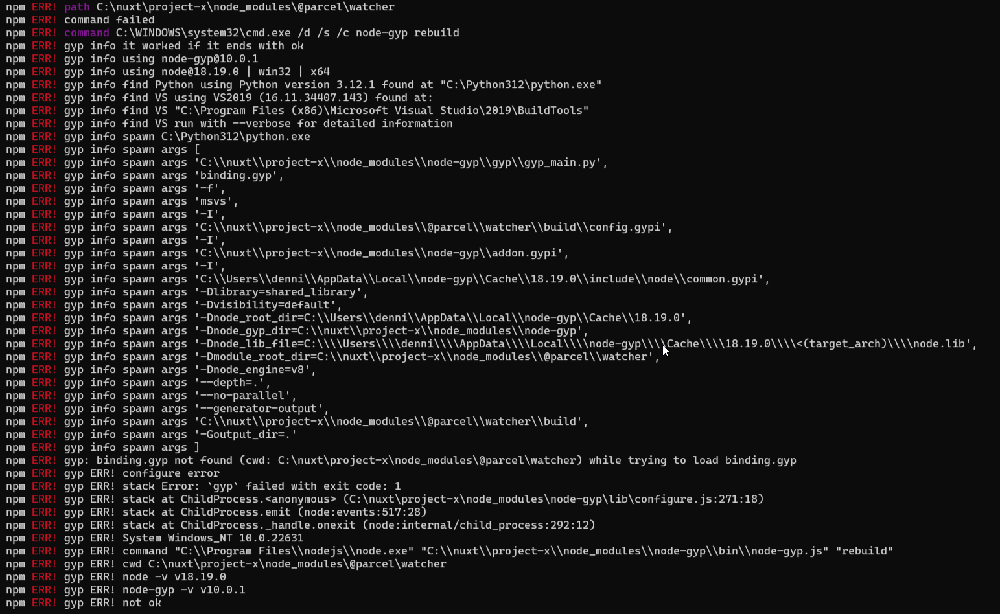 npm ERR! path C:\nuxt\project-x\node_modules\@parcel\watcher
npm ERR! command failed
npm ERR! command C:\WINDOWS\system32\cmd.exe /d /s /c node-gyp rebuild
npm ERR! gyp info it worked if it ends with ok
npm ERR! gyp info using node-gyp@10.0.1
npm ERR! gyp info using node@18.19.0 | win32 | x64
npm ERR! gyp info find Python using Python version 3.12.1 found at "C:\Python312\python.exe"
npm ERR! gyp info find VS using VS2019 (16.11.34407.143) found at:
npm ERR! gyp info find VS "C:\Program Files (x86)\Microsoft Visual Studio\2019\BuildTools"
npm ERR! gyp info find VS run with --verbose for detailed information
npm ERR! gyp info spawn C:\Python312\python.exe
npm ERR! gyp info spawn args [
npm ERR! gyp info spawn args 'C:\\nuxt\\project-x\\node_modules\\node-gyp\\gyp\\gyp_main.py',
npm ERR! gyp info spawn args 'binding.gyp',
npm ERR! gyp info spawn args '-f',
npm ERR! gyp info spawn args 'msvs',
npm ERR! gyp info spawn args '-I',
npm ERR! gyp info spawn args 'C:\\nuxt\\project-x\\node_modules\\@parcel\\watcher\\build\\config.gypi',
npm ERR! gyp info spawn args '-I',
npm ERR! gyp info spawn args 'C:\\nuxt\\project-x\\node_modules\\node-gyp\\addon.gypi',
npm ERR! gyp info spawn args '-I',
npm ERR! gyp info spawn args 'C:\\Users\\denni\\AppData\\Local\\node-gyp\\Cache\\18.19.0\\include\\node\\common.gypi',
npm ERR! gyp info spawn args '-Dlibrary=shared_library',
npm ERR! gyp info spawn args '-Dvisibility=default',
npm ERR! gyp info spawn args '-Dnode_root_dir=C:\\Users\\denni\\AppData\\Local\\node-gyp\\Cache\\18.19.0',
npm ERR! gyp info spawn args '-Dnode_gyp_dir=C:\\nuxt\\project-x\\node_modules\\node-gyp',
npm ERR! gyp info spawn args '-Dnode_lib_file=C:\\\\Users\\\\denni\\\\AppData\\\\Local\\\\node-gyp\\\\Cache\\\\18.19.0\\\\<(target_arch)\\\\node.lib',
npm ERR! gyp info spawn args '-Dmodule_root_dir=C:\\nuxt\\project-x\\node_modules\\@parcel\\watcher',
npm ERR! gyp info spawn args '-Dnode_engine=v8',
npm ERR! gyp info spawn args '--depth=.',
npm ERR! gyp info spawn args '--no-parallel',
npm ERR! gyp info spawn args '--generator-output',
npm ERR! gyp info spawn args 'C:\\nuxt\\project-x\\node_modules\\@parcel\\watcher\\build',
npm ERR! gyp info spawn args '-Goutput_dir=.'
npm ERR! gyp info spawn args ]
npm ERR! gyp: binding.gyp not found (cwd: C:\nuxt\project-x\node_modules\@parcel\watcher) while trying to load binding.gyp
npm ERR! gyp ERR! configure error
npm ERR! gyp ERR! stack Error: `gyp` failed with exit code: 1
npm ERR! gyp ERR! stack at ChildProcess.<anonymous> (C:\nuxt\project-x\node_modules\node-gyp\lib\configure.js:271:18)
npm ERR! gyp ERR! stack at ChildProcess.emit (node:events:517:28)
npm ERR! gyp ERR! stack at ChildProcess._handle.onexit (node:internal/child_process:292:12)
npm ERR! gyp ERR! System Windows_NT 10.0.22631
npm ERR! gyp ERR! command "C:\\Program Files\\nodejs\\node.exe" "C:\\nuxt\\project-x\\node_modules\\node-gyp\\bin\\node-gyp.js" "rebuild"
npm ERR! gyp ERR! cwd C:\nuxt\project-x\node_modules\@parcel\watcher
npm ERR! gyp ERR! node -v v18.19.0
npm ERR! gyp ERR! node-gyp -v v10.0.1
npm ERR! gyp ERR! not ok